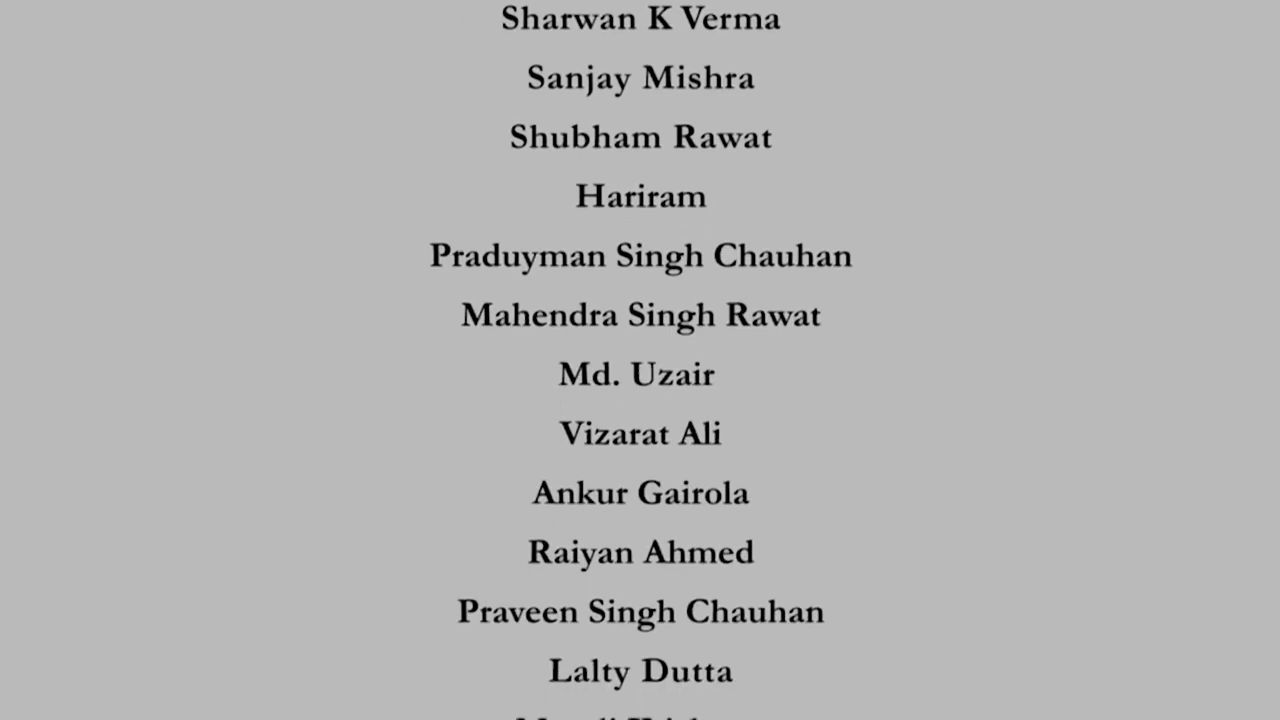 Sharwan K Verma
Sanjay Mishra
Shubham Rawat
Hariram
Praduyman Singh Chauhan
Mahendra Singh Rawat
Md. Uzair
Vizarat Ali
Ankur Gairola
Raiyan Ahmed
Praveen Singh Chauhan
Lalty Dutta